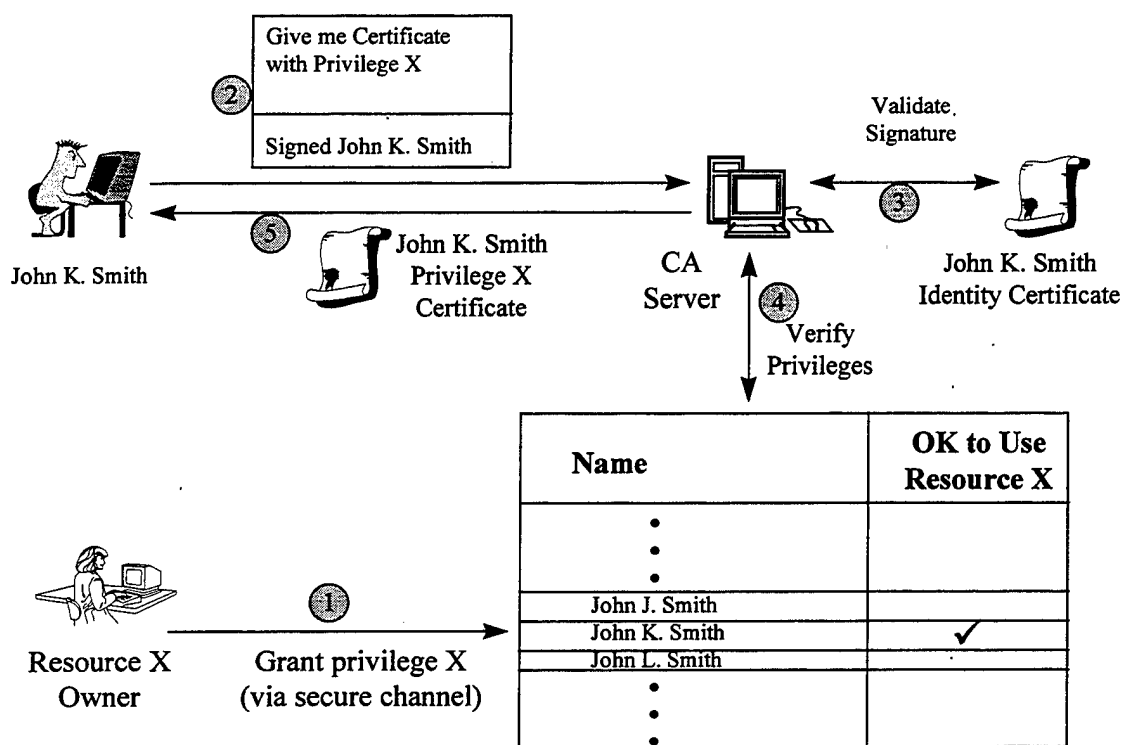 Give me Certificate
with Privilege X
2
Signed John K. Smith
Validate
Signature
3
5
John K. Smith
John K. Smith
Privilege X
Certificate
CA
Server
John K. Smith
Identity Certificate
4
Verify
Privileges
Name
OK to Use
Resource X
John J. Smith
John K. Smith
✓
John L. Smith
1
Resource X
Owner
Grant privilege X
(via secure channel)